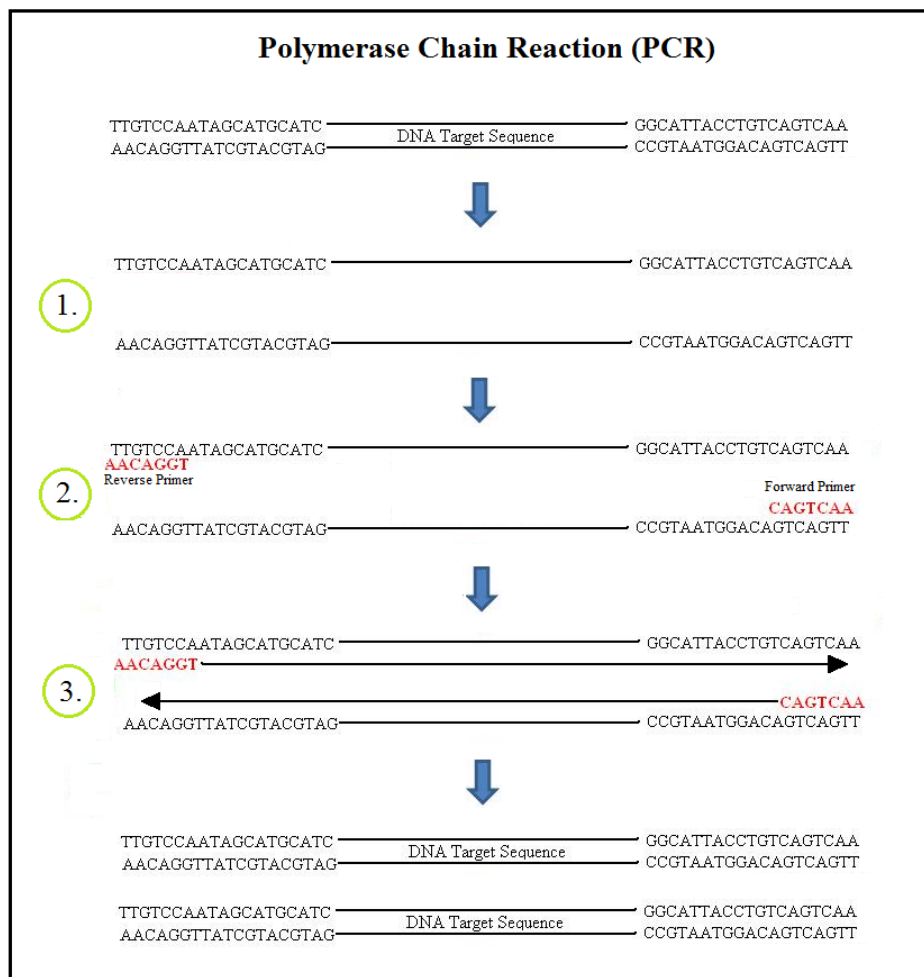 Polymerase Chain Reaction (PCR)
TTGTCCAATAGCATGCATC GGCATTACCTGTCAGTCAA
DNA Target Sequence
AACAGGTTATCGTACGTAG CCGTAATGGACAGTCAGTT
TTGTCCAATAGCATGCATC GGCATTACCTGTCAGTCAA
1.
AACAGGTTATCGTACGTAG CCGTAATGGACAGTCAGTT
TTGTCCAATAGCATGCATC GGCATTACCTGTCAGTCAA
AACAGGT
Reverse Primer Forward Primer
2.
CAGTCAA
AACAGGTTATCGTACGTAG CCGTAATGGACAGTCAGTT
TTGTCCAATAGCATGCATC GGCATTACCTGTCAGTCAA
AACAGGT
3.
CAGTCAA
AACAGGTTATCGTACGTAG CCGTAATGGACAGTCAGTT
TTGTCCAATAGCATGCATC GGCATTACCTGTCAGTCAA
DNA Target Sequence
AACAGGTTATCGTACGTAG CCGTAATGGACAGTCAGTT
TTGTCCAATAGCATGCATC GGCATTACCTGTCAGTCAA
DNA Target Sequence
AACAGGTTATCGTACGTAG CCGTAATGGACAGTCAGTT